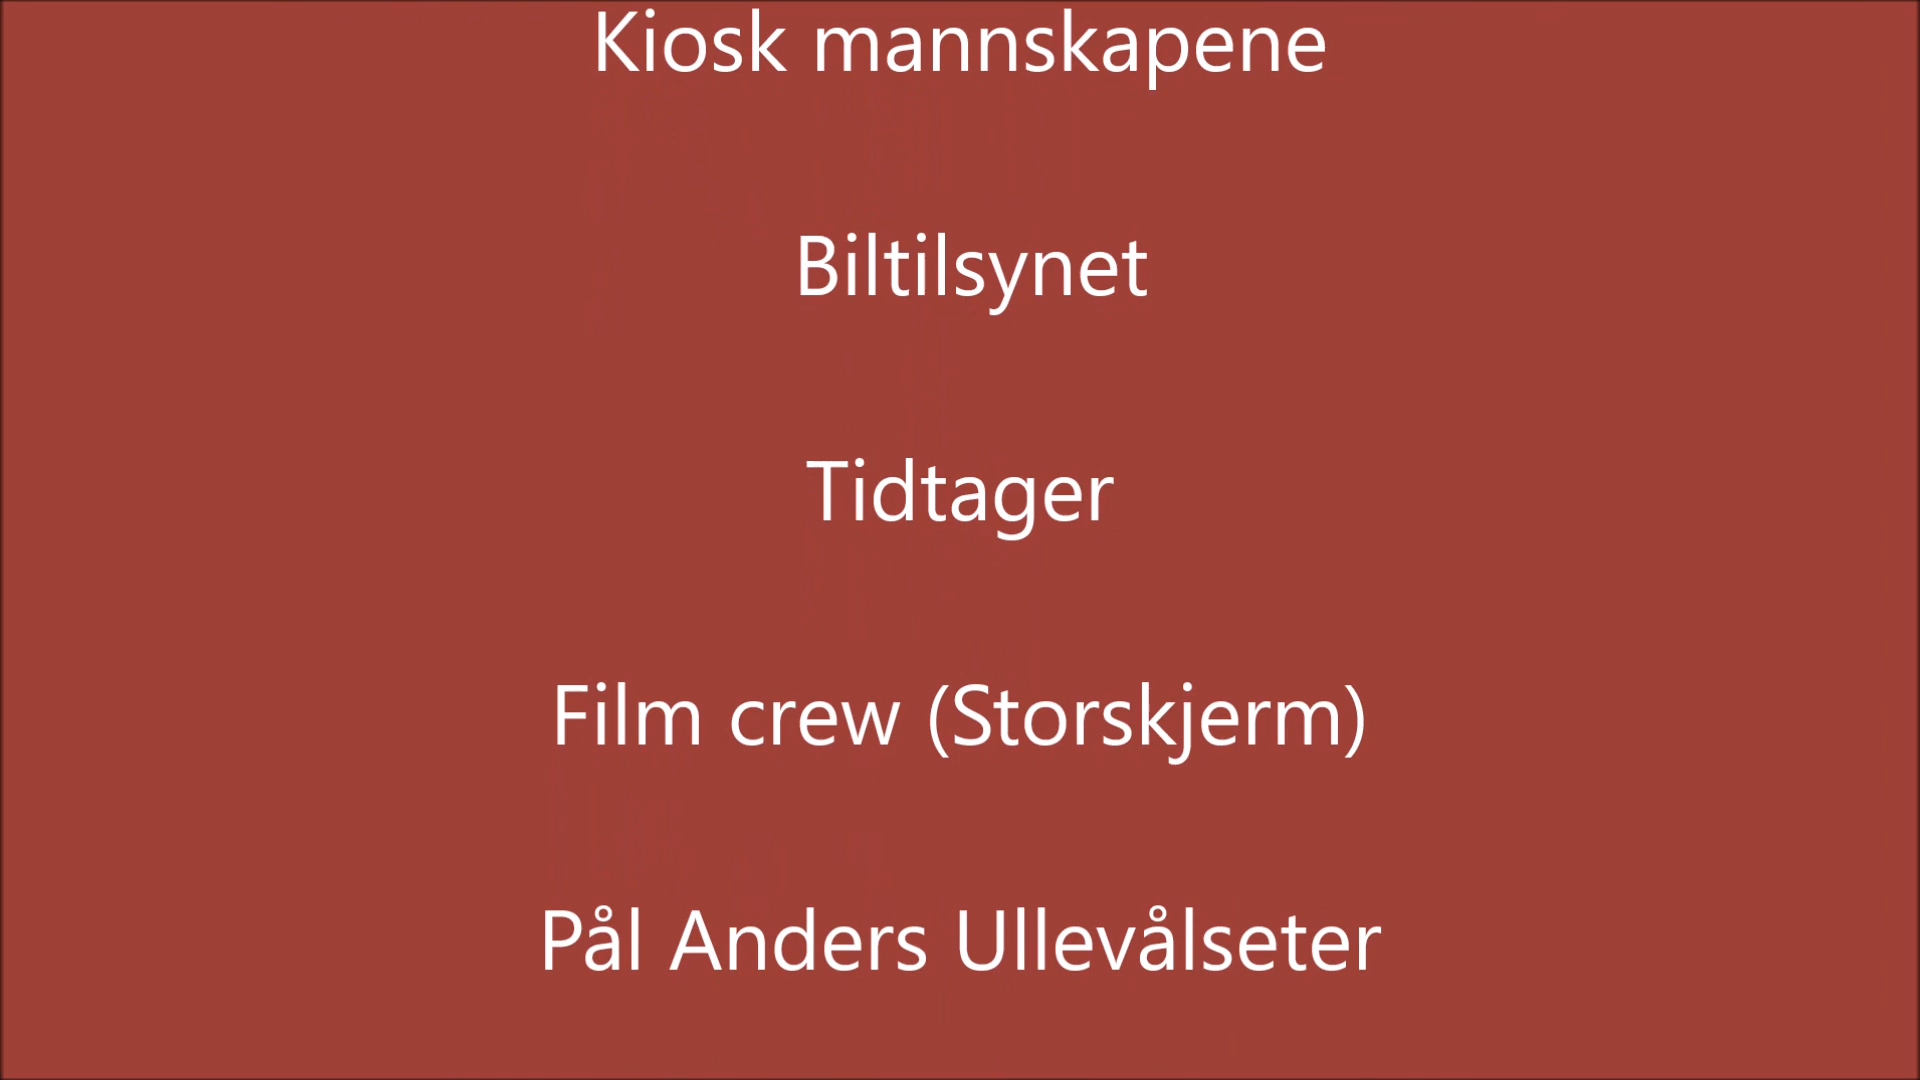 Kiosk mannskapene
Biltilsynet
Tidtager
Film crew (Storskjerm)
Pål Anders Ullevålseter